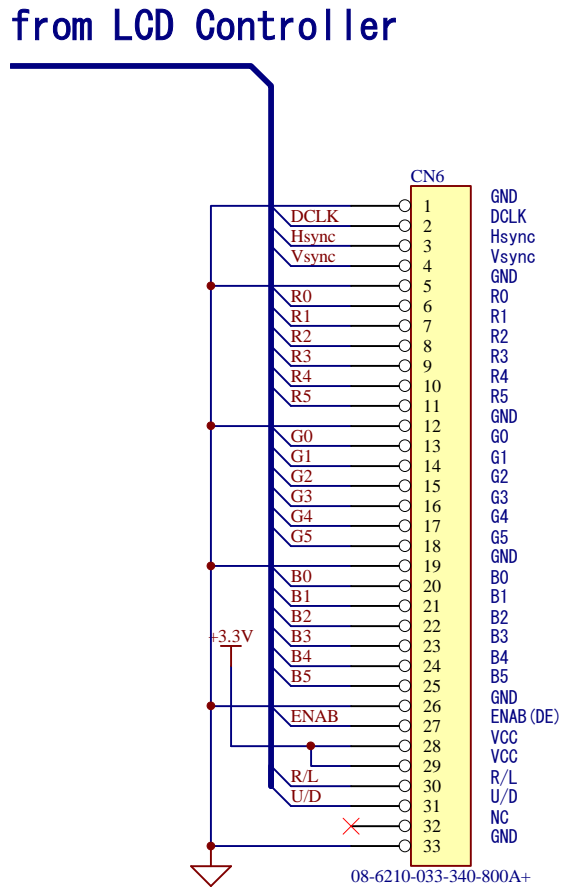 from LCD Controller
CN6
1 GND
DCLK 2 DCLK
Hsync 3 Hsync
Vsync 4 Vsync
5 GND
R0 6 R0
R1 7 R1
R2 8 R2
R3 9 R3
R4 10 R4
R5 11 R5
12 GND
G0 13 G0
G1 14 G1
G2 15 G2
G3 16 G3
G4 17 G4
G5 18 G5
19 GND
B0 20 B0
B1 21 B1
B2 22 B2
+3.3V B3 23 B3
B4 24 B4
B5 25 B5
26 GND
ENAB 27 ENAB(DE)
28 VCC
29 VCC
R/L 30 R/L
U/D 31 U/D
32 NC
33 GND
08-6210-033-340-800A+